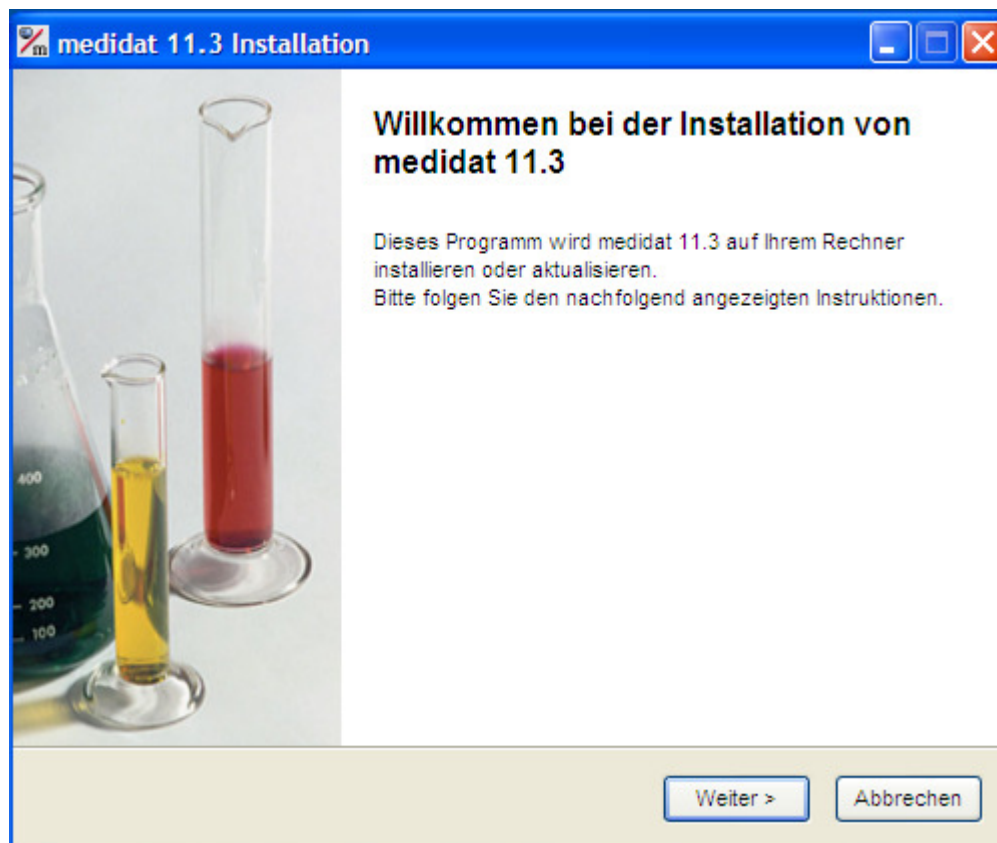 medidat 11.3 Installation
Willkommen bei der Installation von
medidat 11.3
Dieses Programm wird medidat 11.3 auf Ihrem Rechner
installieren oder aktualisieren.
Bitte folgen Sie den nachfolgend angezeigten Instruktionen.
400
300
200
100
Weiter >
Abbrechen